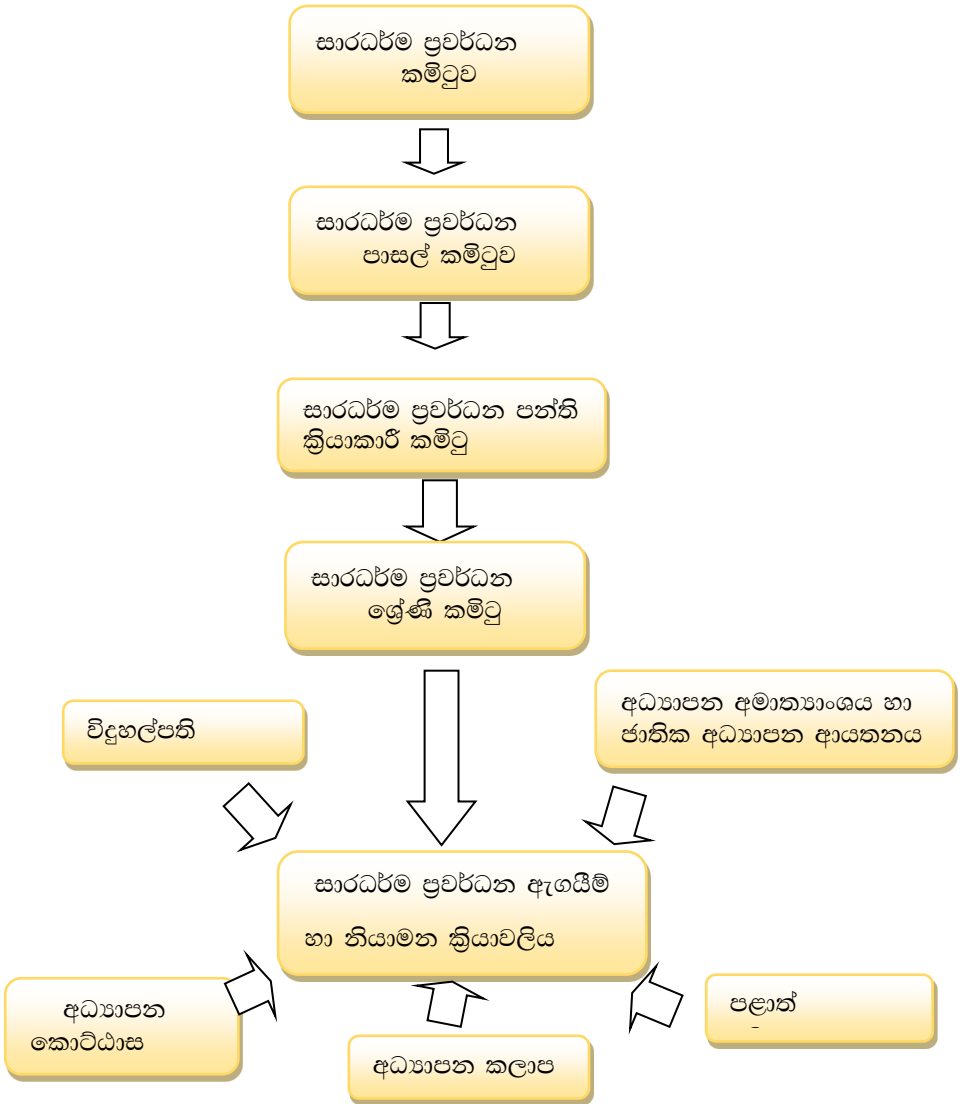 සාරධර්ම ප්‍රවර්ධන
කමිටුව
සාරධර්ම ප්‍රවර්ධන
පාසල් කමිටුව
සාරධර්ම ප්‍රවර්ධන පන්ති
ක්‍රියාකාරී කමිටු
සාරධර්ම ප්‍රවර්ධන
ශ්‍රේණි කමිටු
විදුහල්පති
අධ්‍යාපන අමාත්‍යාංශය හා
ජාතික අධ්‍යාපන ආයතනය
සාරධර්ම ප්‍රවර්ධන ඇගයීම්
හා නියාමන ක්‍රියාවලිය
අධ්‍යාපන
කොට්ඨාස
අධ්‍යාපන කලාප
පළාත්